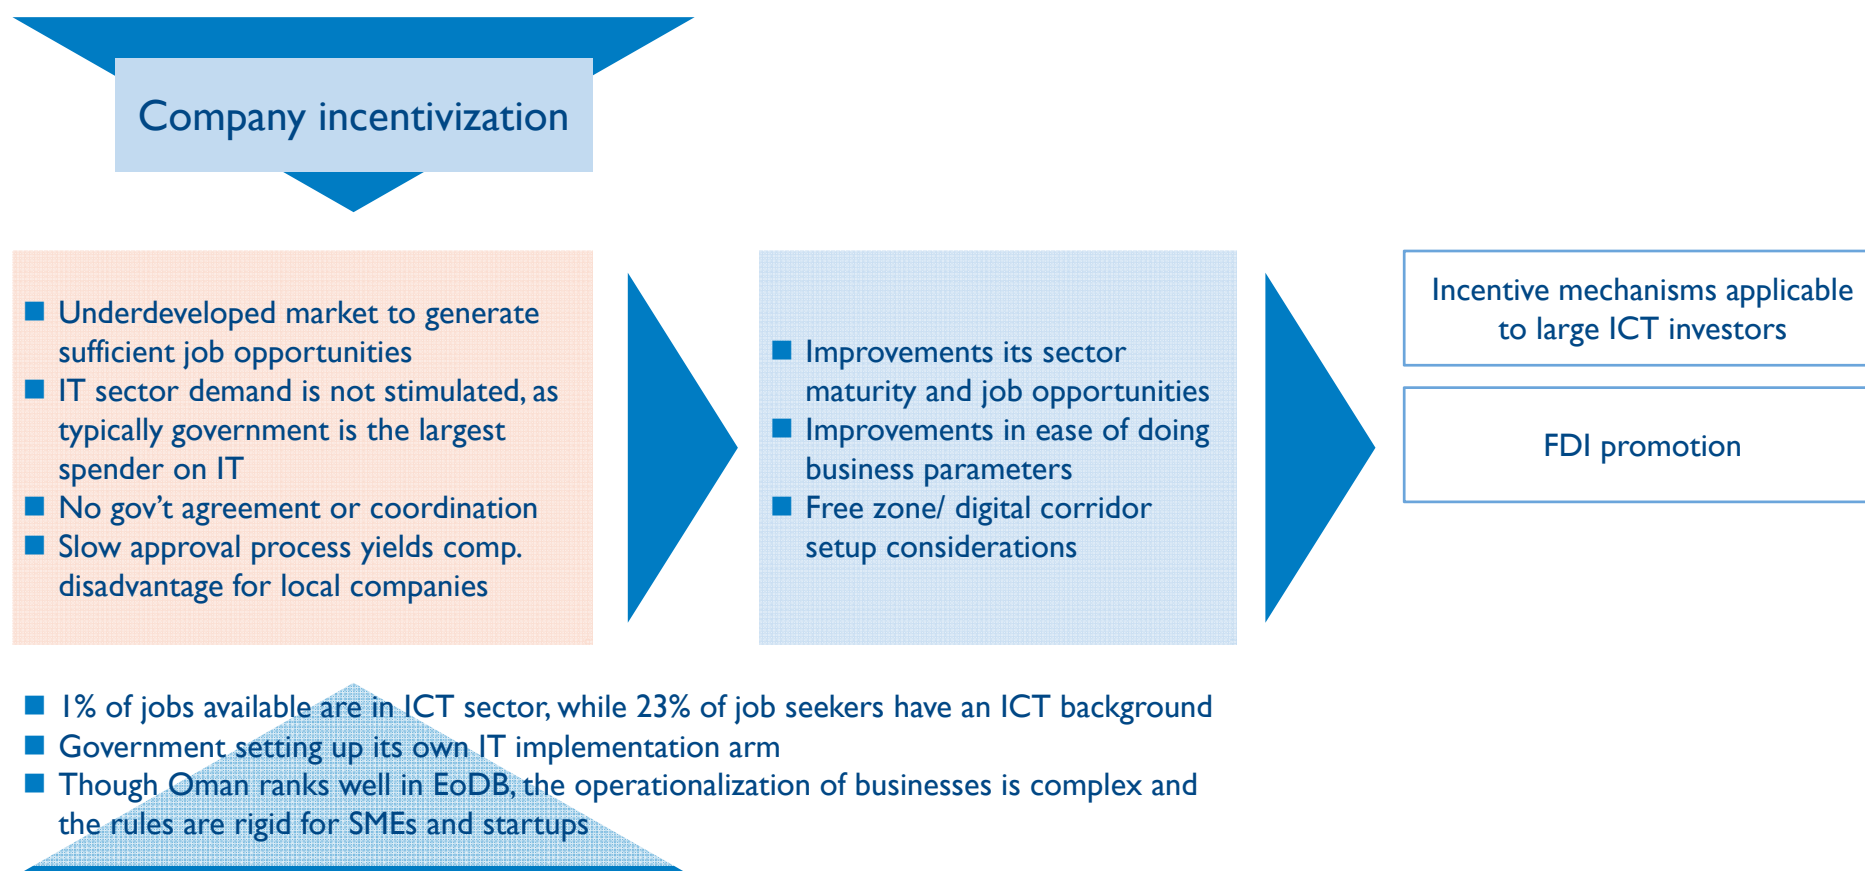 Company incentivization
■ Underdeveloped market to generate
sufficient job opportunities
■ IT sector demand is not stimulated, as
typically government is the largest
spender on IT
■ No gov’t agreement or coordination
■ Slow approval process yields comp.
disadvantage for local companies
■ Improvements its sector
maturity and job opportunities
■ Improvements in ease of doing
business parameters
■ Free zone/ digital corridor
setup considerations
Incentive mechanisms applicable
to large ICT investors
FDI promotion
■ 1% of jobs available are in ICT sector, while 23% of job seekers have an ICT background
■ Government setting up its own IT implementation arm
■ Though Oman ranks well in EoDB, the operationalization of businesses is complex and
the rules are rigid for SMEs and startups